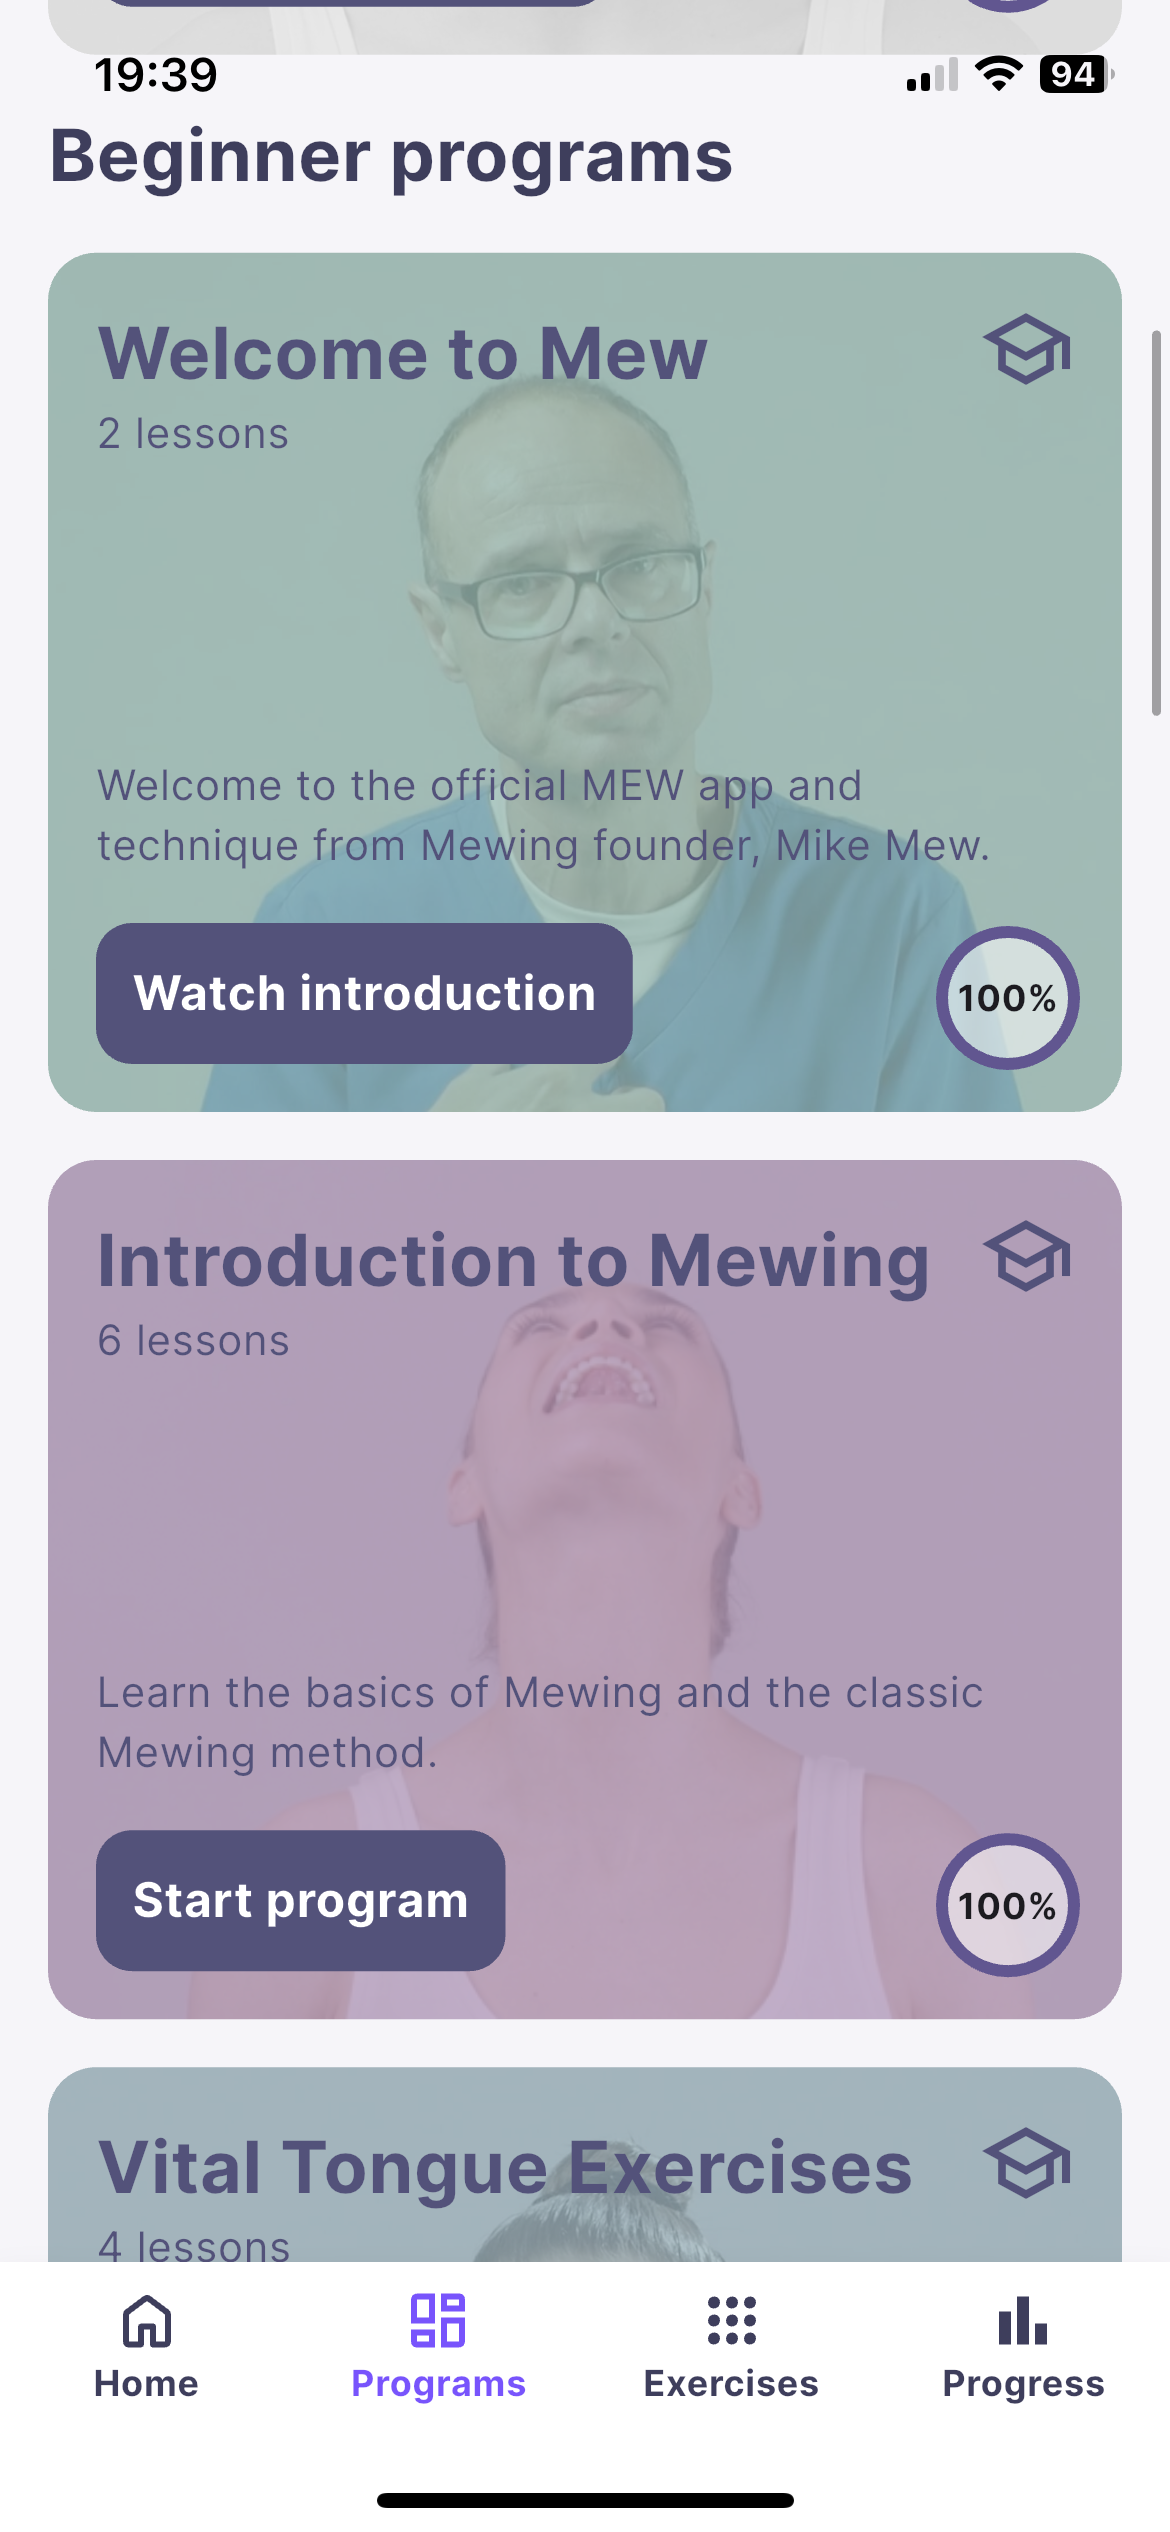 19:39
94
Beginner programs
Welcome to Mew
2 lessons
Welcome to the official MEW app and
technique from Mewing founder, Mike Mew.
Watch introduction
100%
Introduction to Mewing
6 lessons
Learn the basics of Mewing and the classic
Mewing method.
Start program
100%
Vital Tongue Exercises
4 lessons
Home
Programs
Exercises
Progress